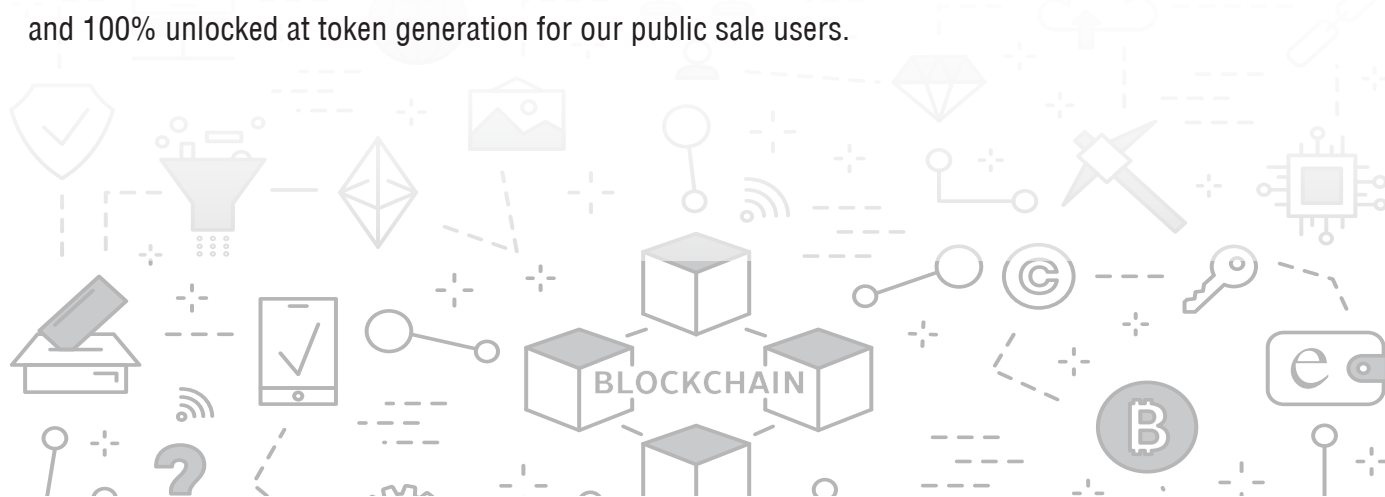 and 100% unlocked at token generation for our public sale users.
©
BLOCKCHAIN
e
₿
?